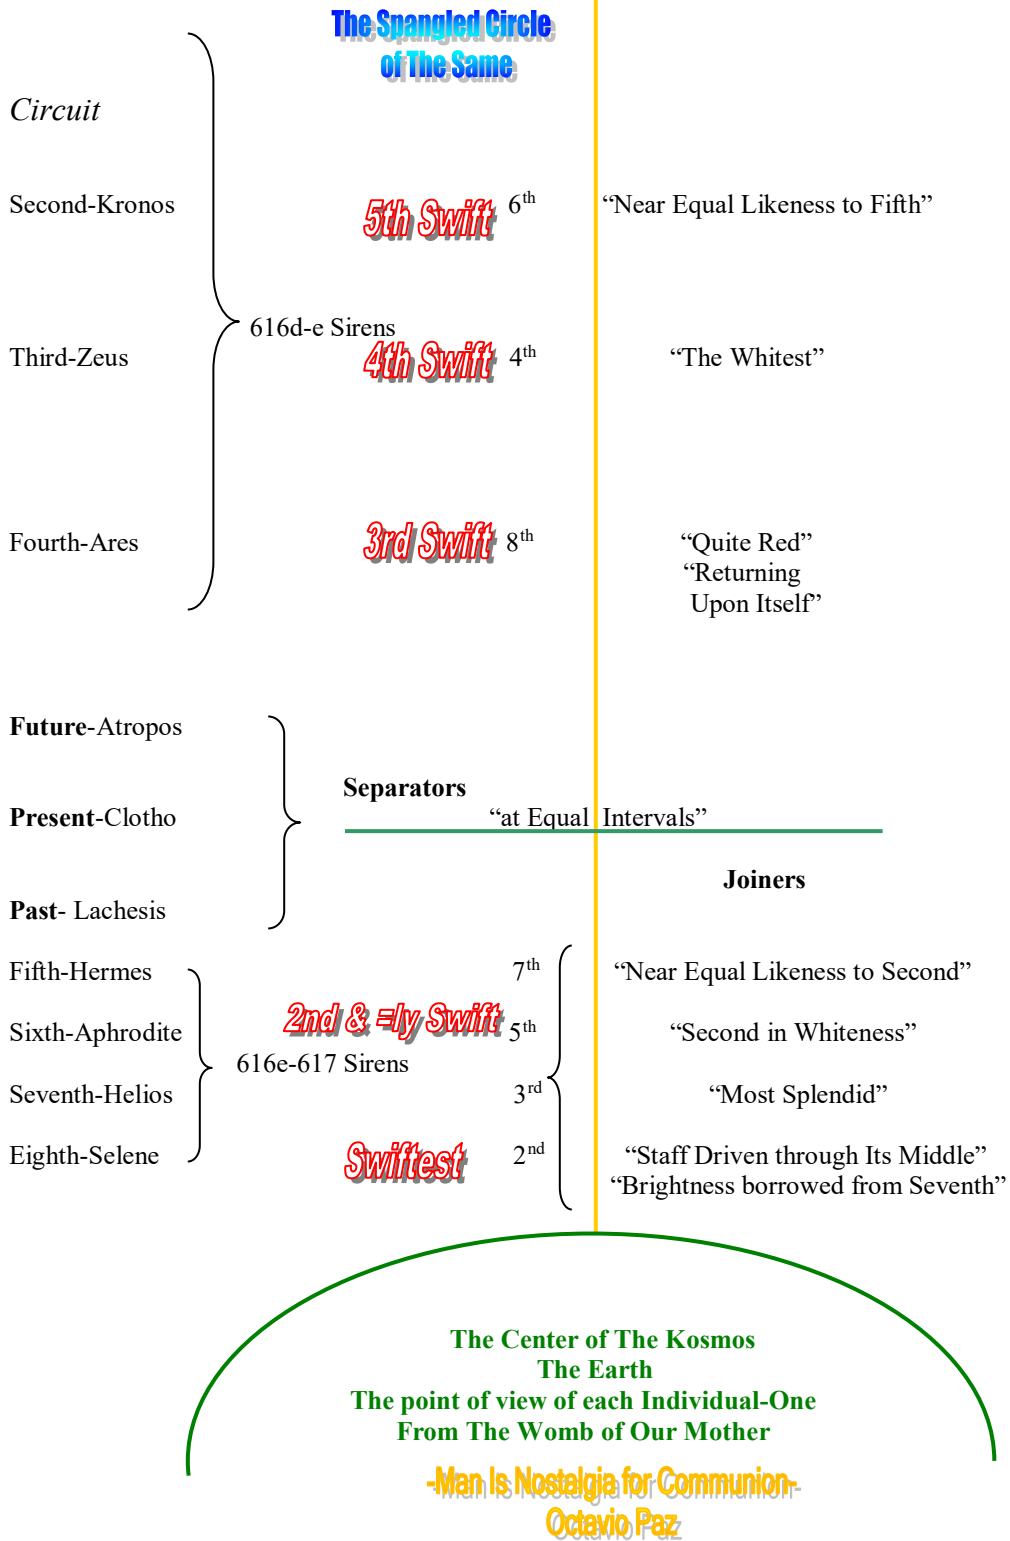 The Spangled Circle
of The Same
Circuit
Second-Kronos 5th Swift 6th “Near Equal Likeness to Fifth”
616d-e Sirens
Third-Zeus 4th Swift 4th “The Whitest”
Fourth-Ares 3rd Swift 8th “Quite Red”
“Returning
Upon Itself”
Future-Atropos
Separators
Present-Clotho “at Equal Intervals”
Joiners
Past- Lachesis
Fifth-Hermes 7th “Near Equal Likeness to Second”
2nd & =ly Swift
Sixth-Aphrodite 5th “Second in Whiteness”
616e-617 Sirens
Seventh-Helios 3rd “Most Splendid”
Eighth-Selene Swiftest 2nd “Staff Driven through Its Middle”
“Brightness borrowed from Seventh”
The Center of The Kosmos
The Earth
The point of view of each Individual-One
From The Womb of Our Mother
-Man Is Nostalgia for Communion-
Octavio Paz